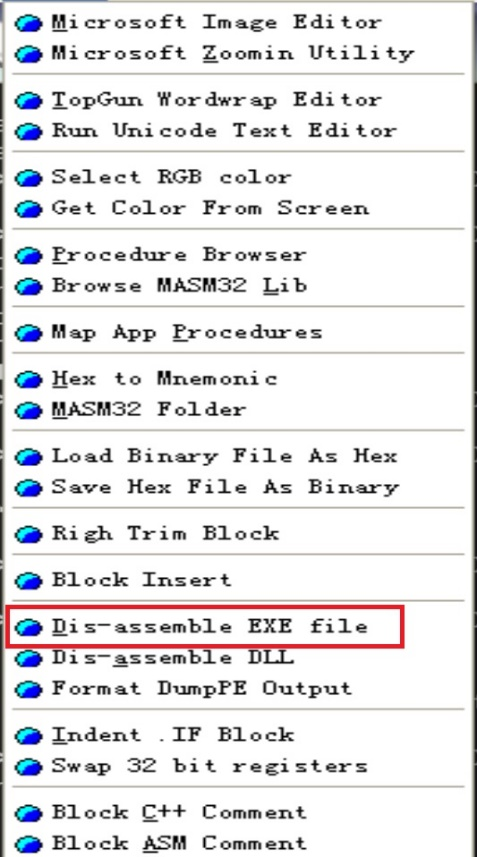 Microsoft Image Editor
Microsoft Zoomin Utility
TopGun Wordwrap Editor
Run Unicode Text Editor
Select RGB color
Get Color From Screen
Procedure Browser
Browse MASM32 Lib
Map App Procedures
Hex to Mnemonic
MASM32 Folder
Load Binary File As Hex
Save Hex File As Binary
Righ Trim Block
Block Insert
Dis-assemble EXE file
Dis-assemble DLL
Format DumpPE Output
Indent .IF Block
Swap 32 bit registers
Block C++ Comment
Block ASM Comment